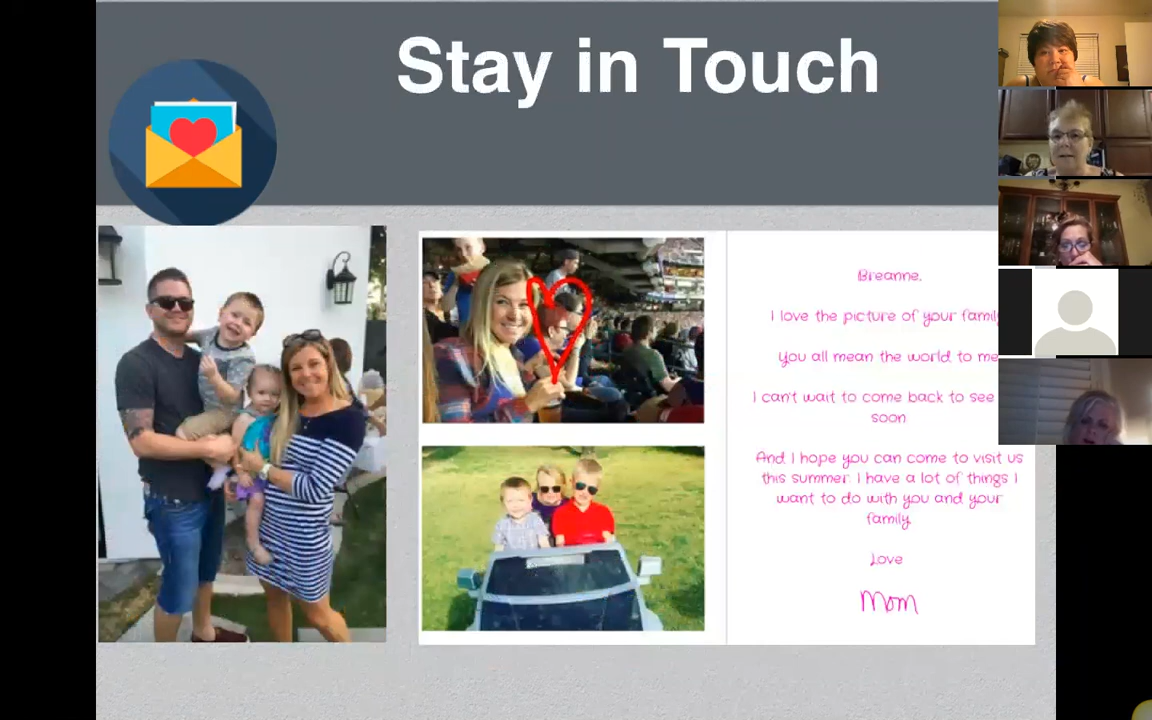 Stay in Touch
Breanne,
I love the picture of your famil
You all mean the world to me
I can't wait to come back to see
soon
And I hope you can come to visit us
this summer. I have a lot of things I
want to do with you and your
family.
Love
Mom